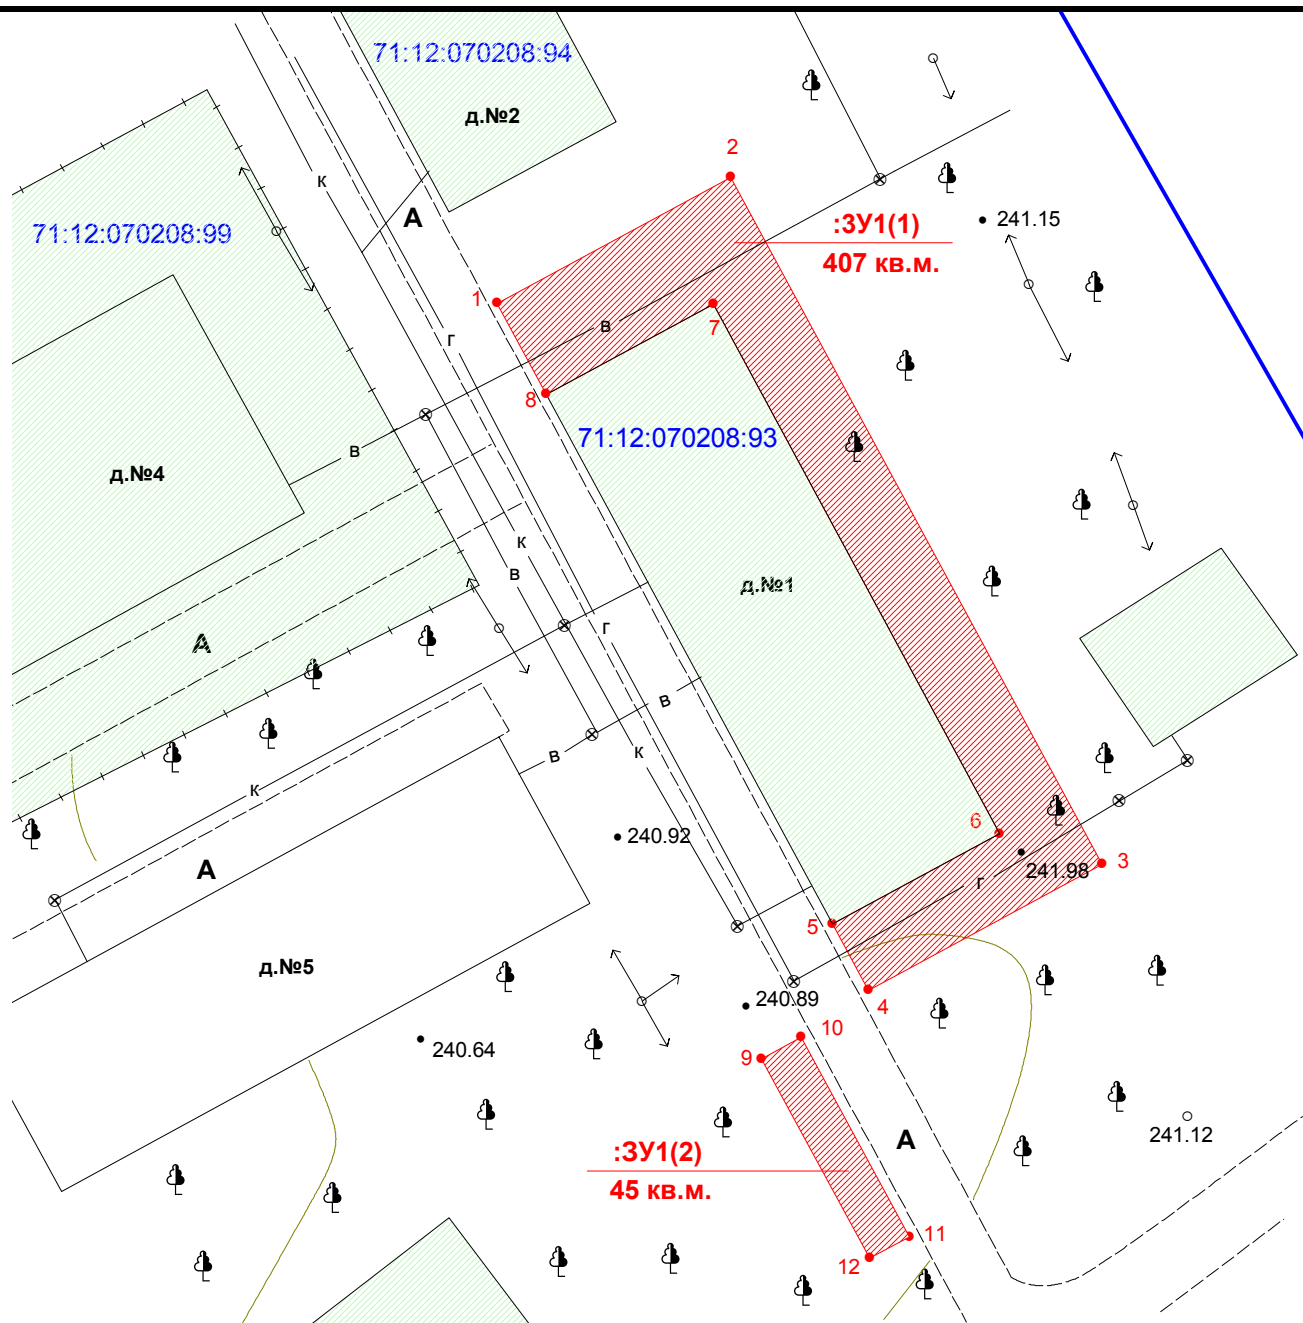 71:12:070208:94
д.№2
2
К
А
:ЗУ1(1)
241.15
71:12:070208:99
407 кв.м.
1
7
В
Г
8
71:12:070208:93
В
д.№4
К
В
д.№1
Г
А
В
К
В
К
6
240.92
3
241.98
А
Г
5
д.№5
4
240.89
10
240.64
9
А
241.12
:ЗУ1(2)
45 кв.м.
11
12